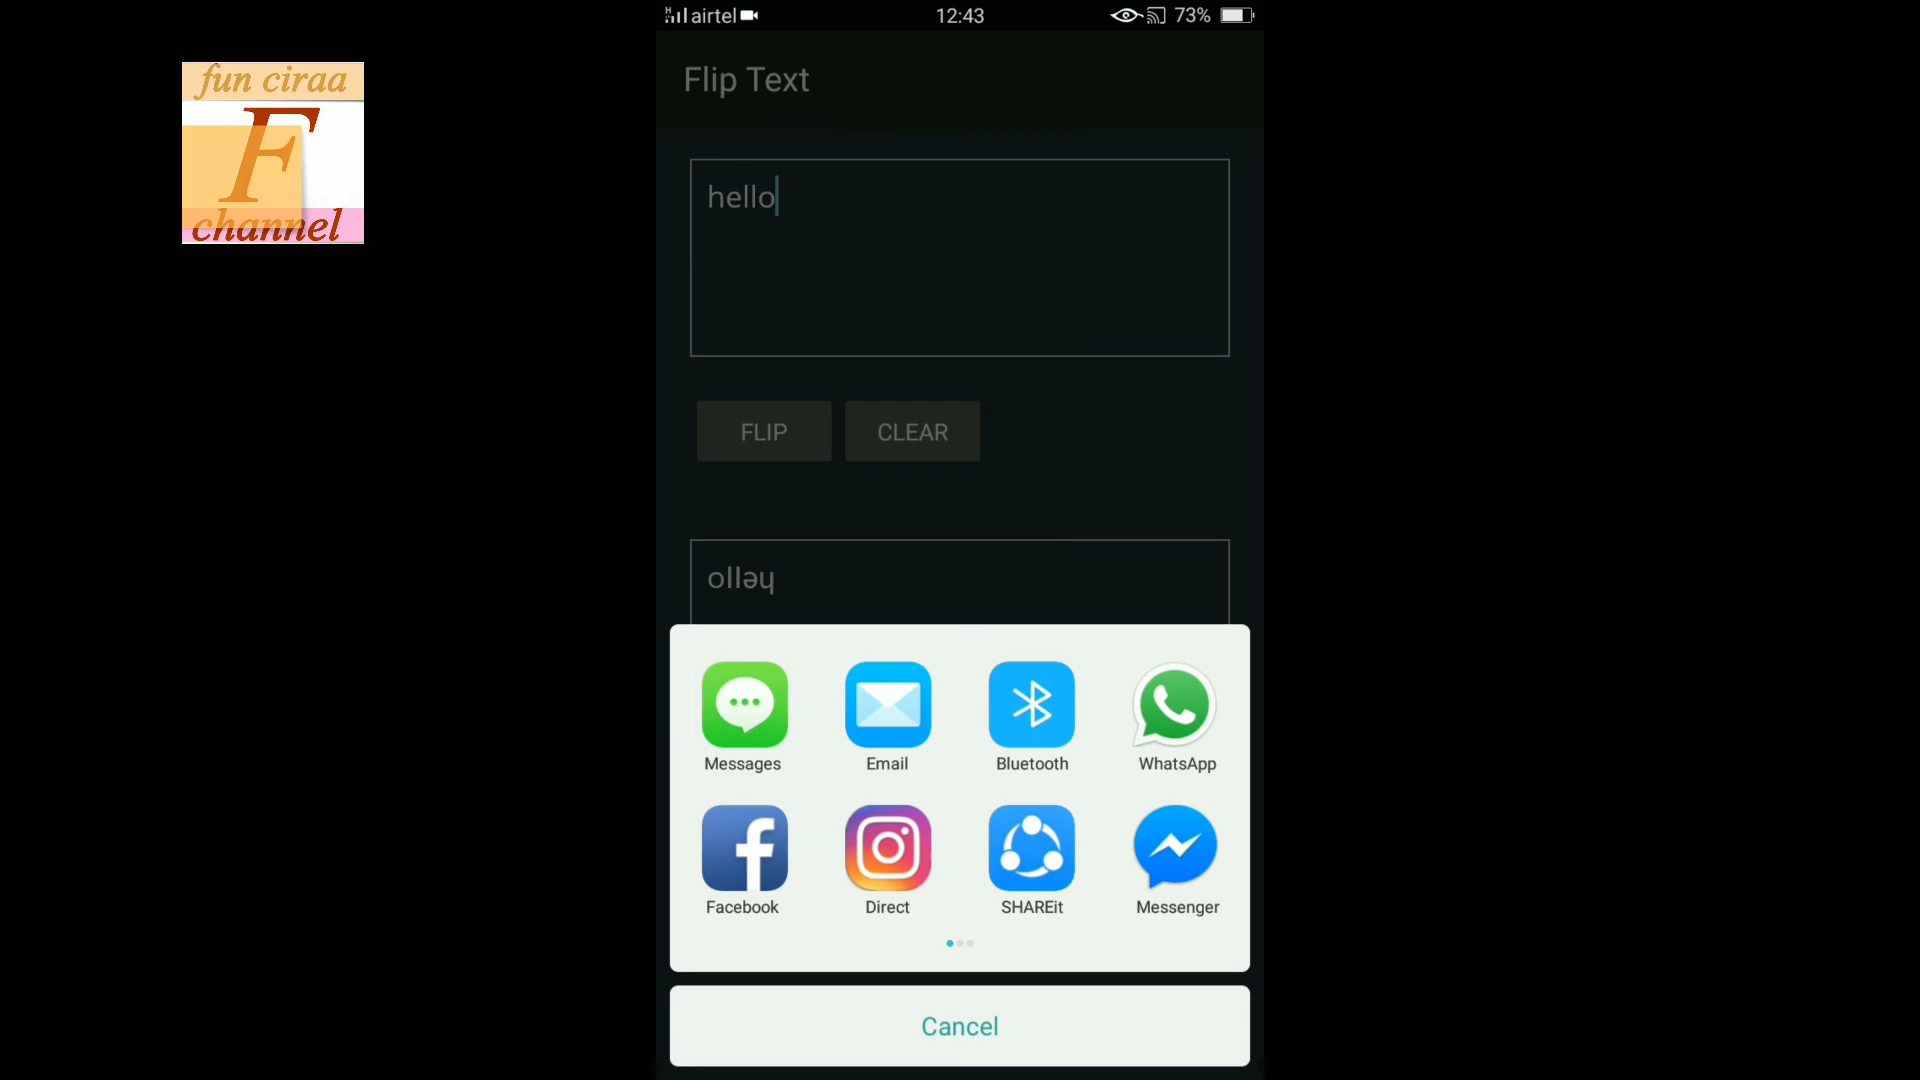 airtel 12:43 73%
fun ciraa
F
channel
Flip Text
hello
FLIP CLEAR
ollǝɥ
Messages Email Bluetooth WhatsApp
Facebook Direct SHAREit Messenger
Cancel